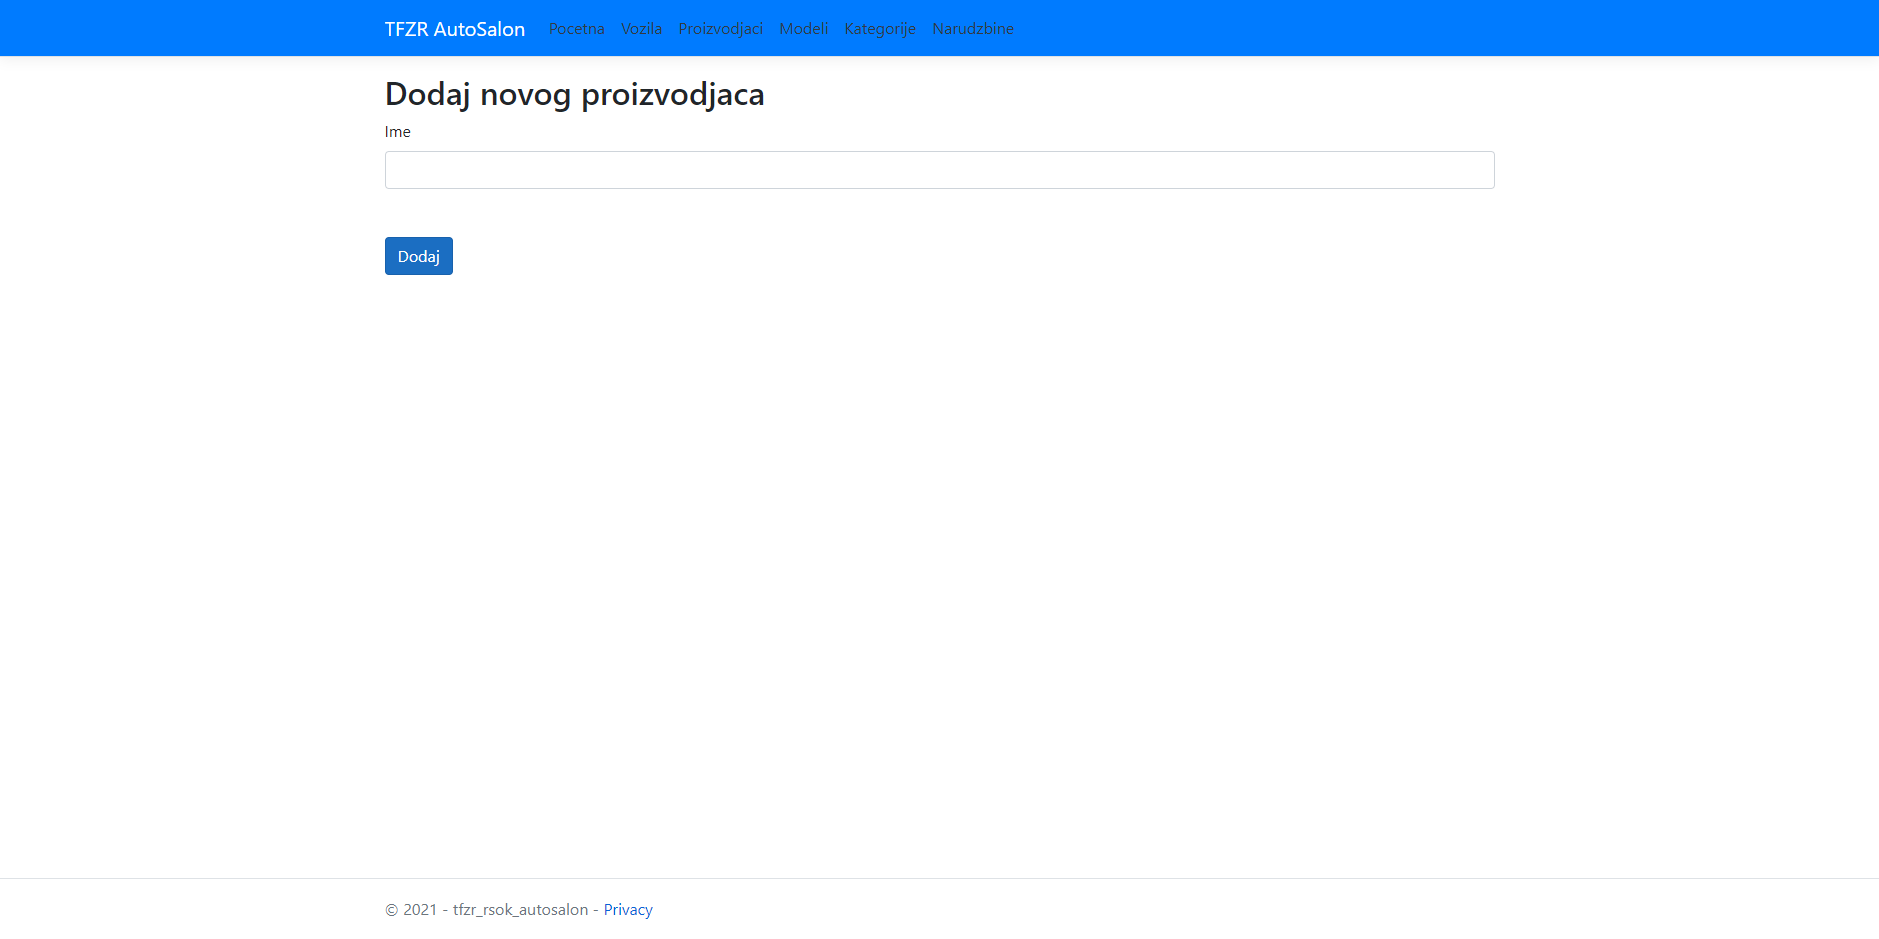 TFZR AutoSalon Pocetna Vozila Proizvodjaci Modeli Kategorije Narudzbine
Dodaj novog proizvodjaca
Ime
Dodaj
© 2021 - tfzr_rsok_autosalon - Privacy